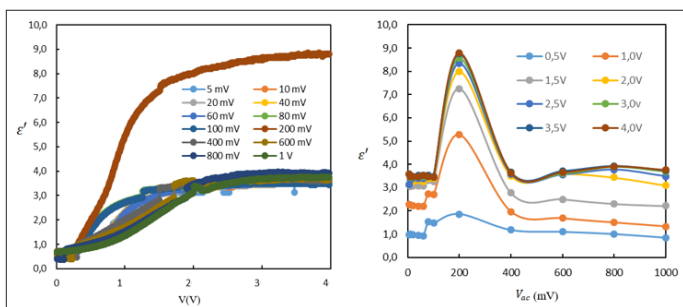 10,0
9,0
8,0
7,0
6,0
5,0
4,0
3,0
2,0
1,0
0,0
ε′
5 mV 10 mV
20 mV 40 mV
60 mV 80 mV
100 mV 200 mV
400 mV 600 mV
800 mV 1 V
0 1 2 3 4
V(V)
10,0
9,0
8,0
7,0
6,0
5,0
4,0
3,0
2,0
1,0
0,0
ε′
0,5V 1,0V
1,5V 2,0V
2,5V 3,0v
3,5V 4,0V
0 200 400 600 800 1000
Vac (mV)